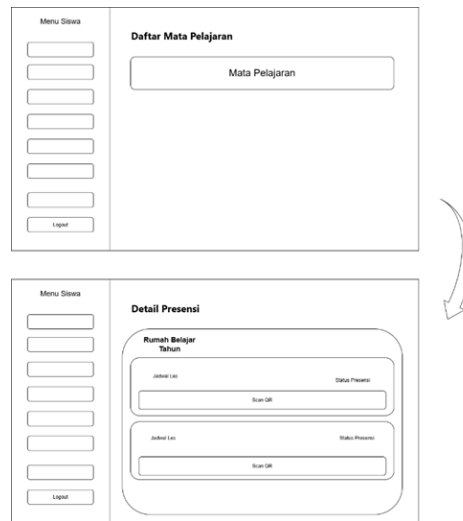 Menu Siswa
Daftar Mata Pelajaran
Mata Pelajaran
Logout
Menu Siswa
Detail Presensi
Rumah Belajar
Tahun
Jadwal Les
Status Presensi
Scan QR
Jadwal Les
Status Presensi
Scan QR
Logout